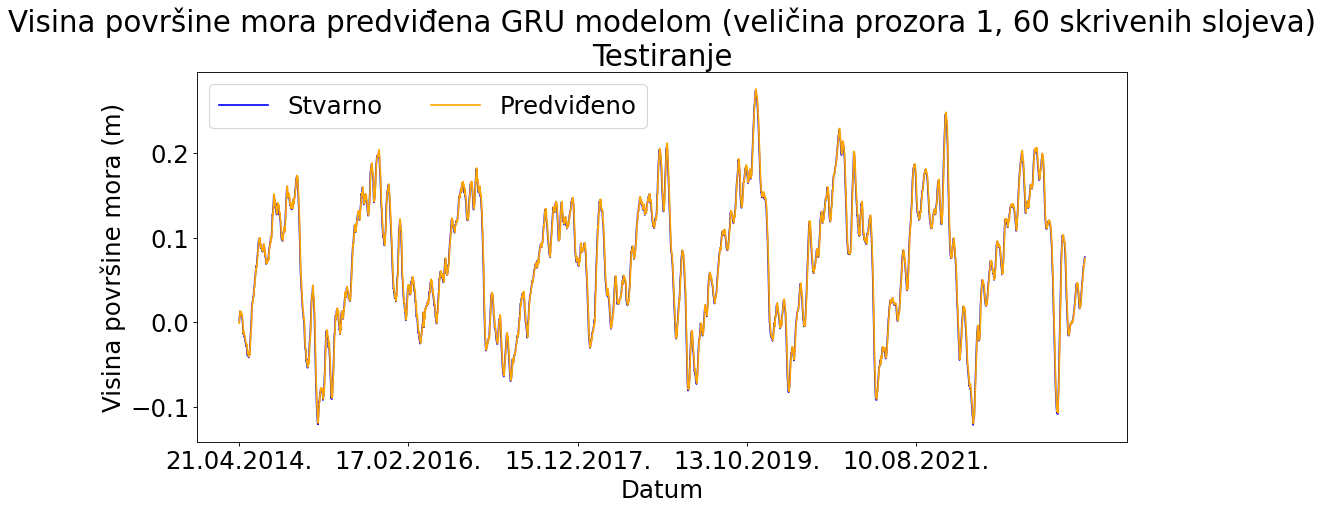 Visina površine mora predviđena GRU modelom (veličina prozora 1, 60 skrivenih slojeva)
Testiranje
Stvarno
Predviđeno
Visina površine mora (m)
0.2
0.1
0.0
−0.1
21.04.2014.
17.02.2016.
15.12.2017.
13.10.2019.
10.08.2021.
Datum